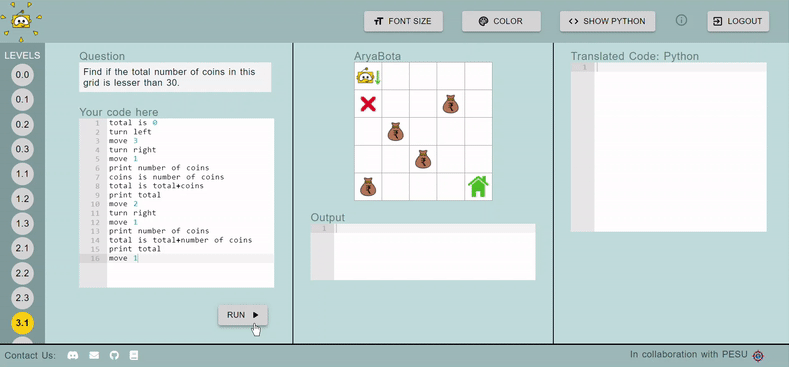 FONT SIZE
COLOR
SHOW PYTHON
LOGOUT
LEVELS
0.0
0.1
0.2
0.3
1.1
1.2
1.3
2.1
2.2
2.3
3.1
Question
Find if the total number of coins in this
grid is lesser than 30.
Your code here
1 total is 0
2 turn left
3 move 3
4 turn right
5 move 1
6 print number of coins
7 coins is number of coins
8 total is total+coins
9 print total
10 move 2
11 turn right
12 move 1
13 print number of coins
14 total is total+number of coins
15 print total
16 move 1
RUN
AryaBota
₹
₹
₹
₹
Output
1
Translated Code: Python
1
Contact Us:
In collaboration with PESU